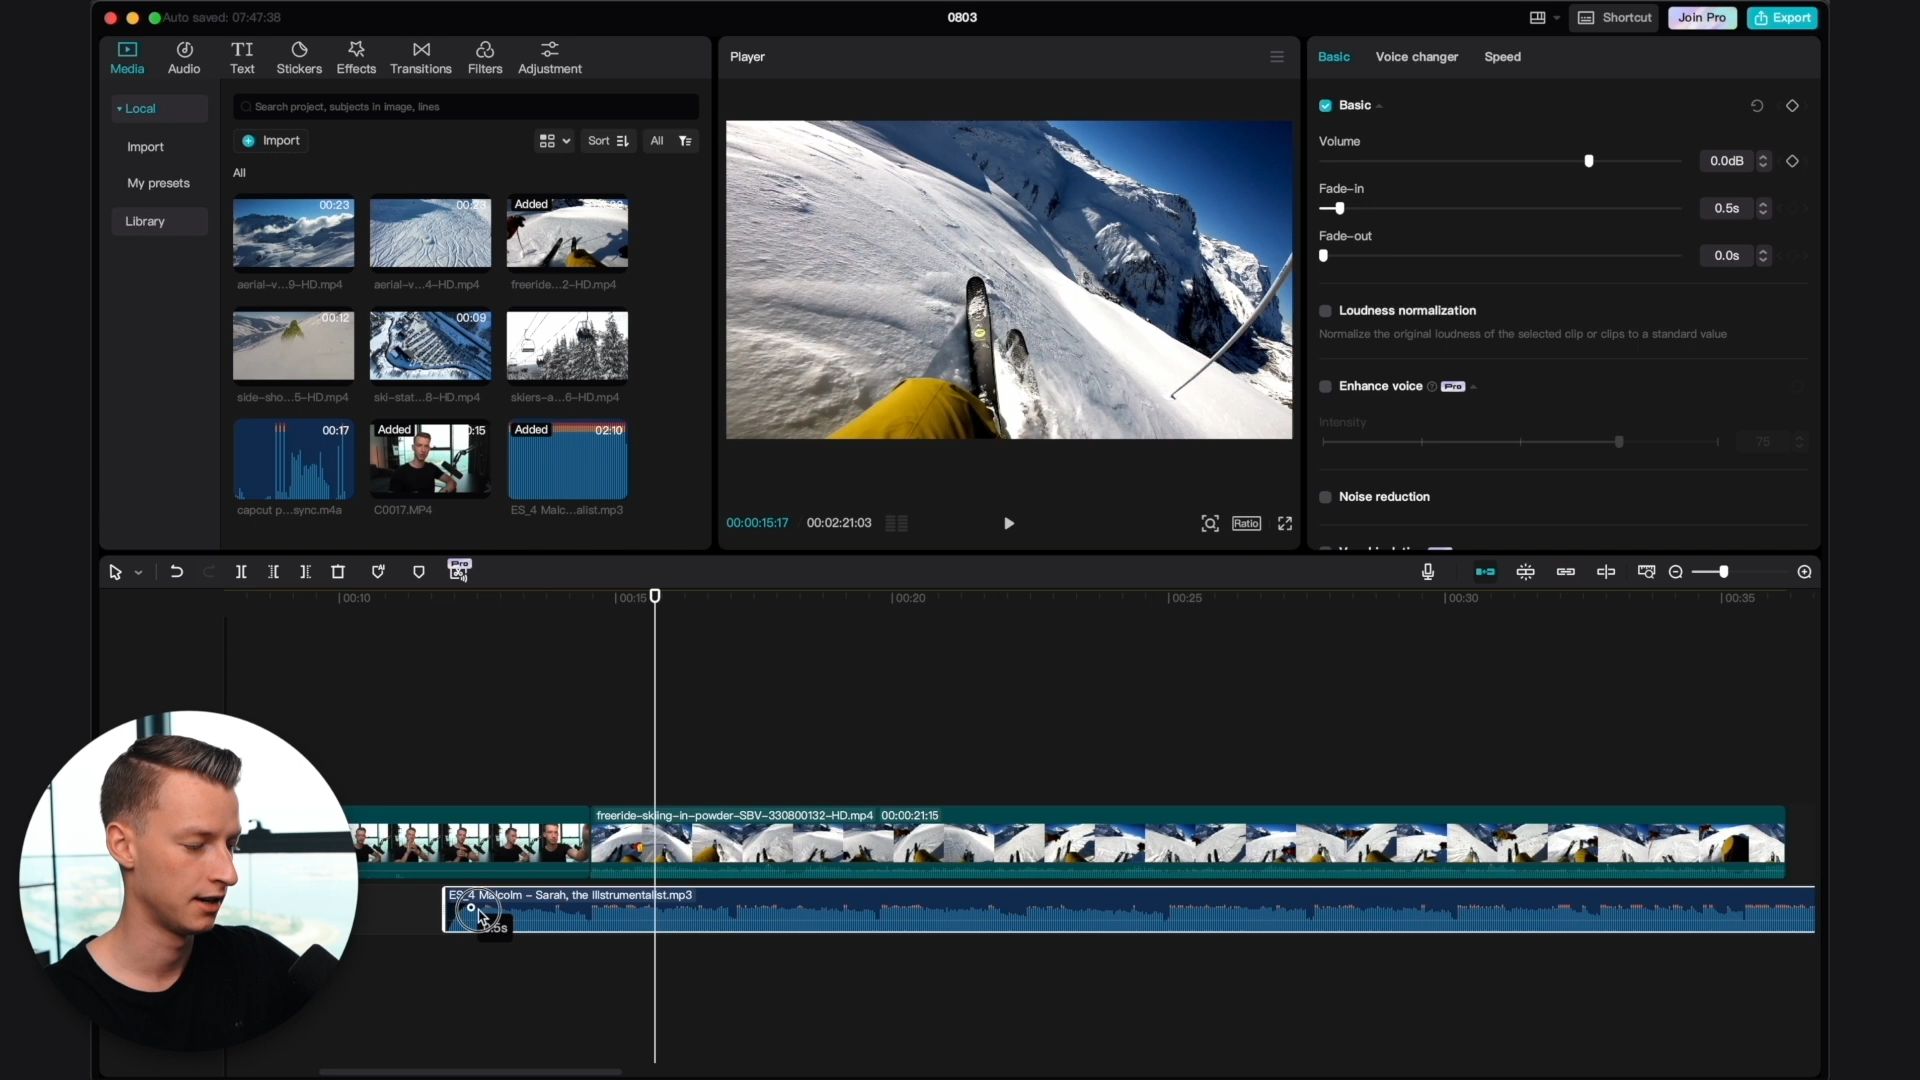 Auto saved: 07:47:38
0803
Shortcut
Join Pro
Export
Media
Audio
TI
Text
Stickers
Effects
Transitions
Filters
Adjustment
Local
Import
My presets
Library
Search project, subjects in image, lines
Import
Sort
All
All
00:23
aerial-v...9-HD.mp4
00:23
aerial-v...4-HD.mp4
Added
freeride...2-HD.mp4
00:12
side-sho...5-HD.mp4
00:09
ski-stat...8-HD.mp4
skiers-a...6-HD.mp4
00:17
capcut p...sync.m4a
Added
:15
C0017.MP4
Added
02:10
ES_4 Malc...alist.mp3
Player
00:00:15:17
00:02:21:03
Ratio
Basic
Voice changer
Speed
Basic
Volume
0.0dB
Fade-in
0.5s
Fade-out
0.0s
Loudness normalization
Normalize the original loudness of the selected clip or clips to a standard value
Enhance voice
Pro
Intensity
75
Noise reduction
Pro
00:10
00:15
00:20
00:25
00:30
00:35
freeride-skiing-in-powder-SBV-330800132-HD.mp4 00:00:21:15
ES_4 Malcolm - Sarah, the Illstrumentalist.mp3